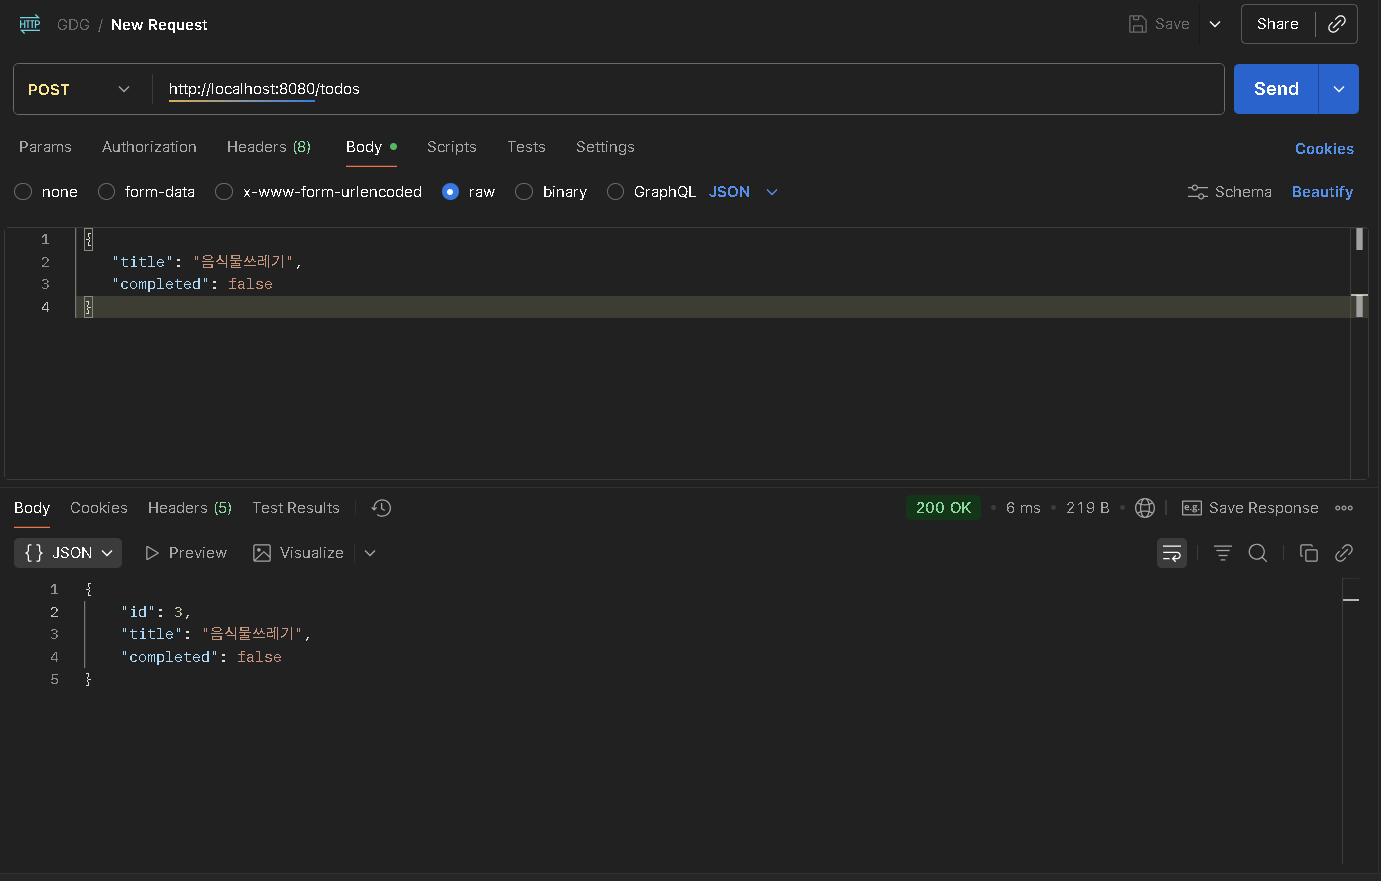 HTTP GDG / New Request Save Share
POST http://localhost:8080/todos Send
Params Authorization Headers (8) Body Scripts Tests Settings Cookies
none form-data x-www-form-urlencoded raw binary GraphQL JSON Schema Beautify
1 {
2 "title": "음식물쓰레기",
3 "completed": false
4 }
Body Cookies Headers (5) Test Results 200 OK • 6 ms • 219 B • e.g. Save Response
{} JSON Preview Visualize
1 {
2 "id": 3,
3 "title": "음식물쓰레기",
4 "completed": false
5 }